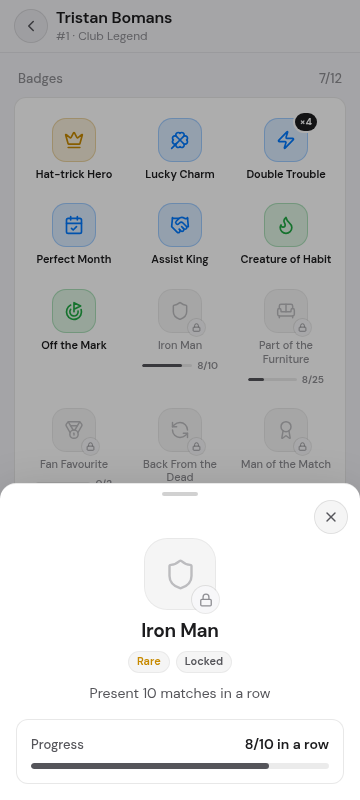 Tristan Bomans
#1 · Club Legend
Badges 7/12
×4
Hat-trick Hero Lucky Charm Double Trouble
Perfect Month Assist King Creature of Habit
Off the Mark Iron Man Part of the
Furniture
8/10
8/25
Fan Favourite Back From the Man of the Match
Dead
Iron Man
Rare Locked
Present 10 matches in a row
Progress 8/10 in a row